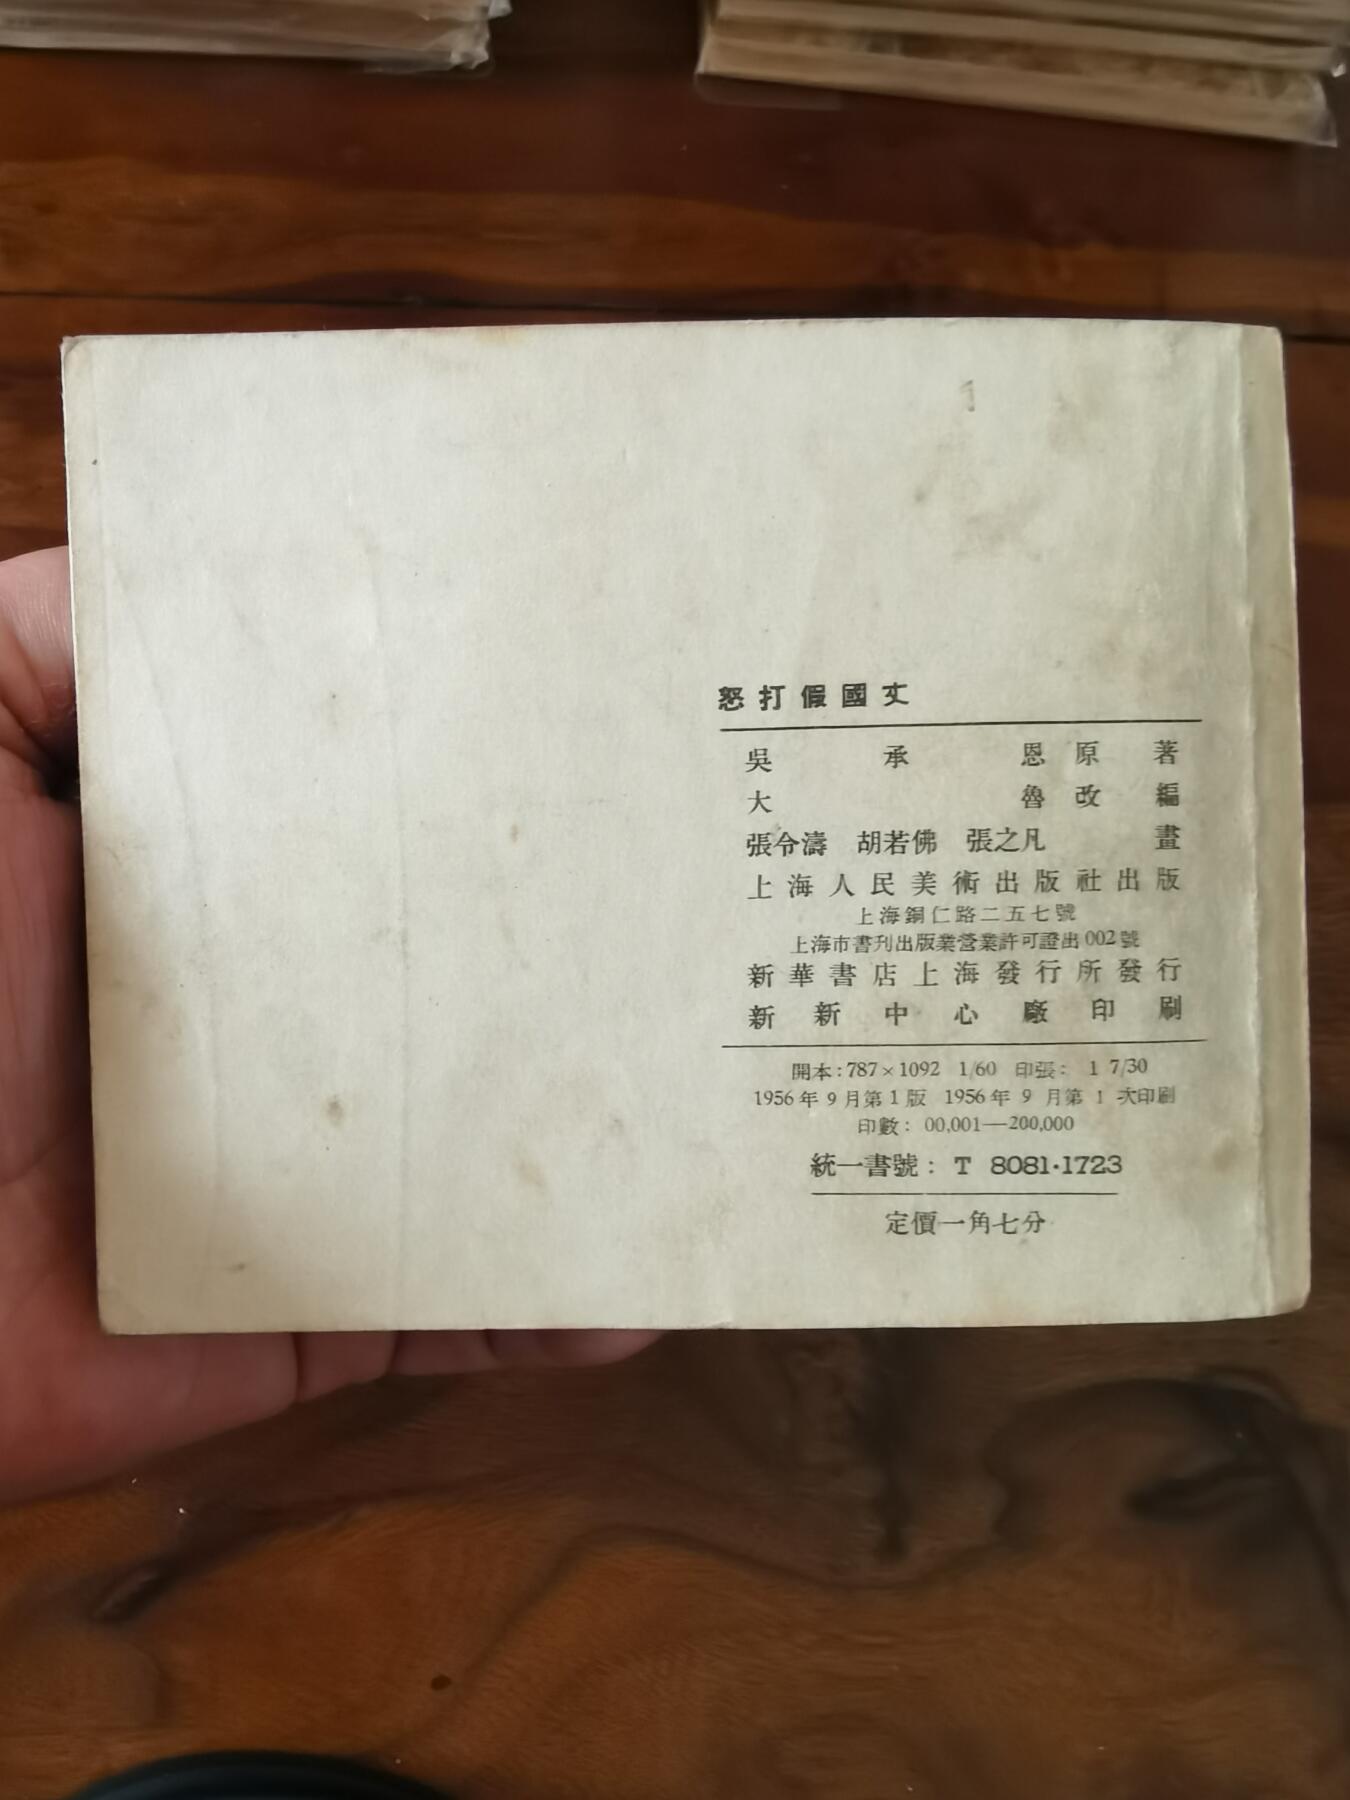 怒打假國丈
吳承恩原著
大魯改編
張令濤 胡若佛 張之凡 畫
上海人民美術出版社出版
上海銅仁路二五七號
上海市書刊出版業營業許可證出002號
新華書店上海發行所發行
新新中心廠印刷
開本:787×1092 1/60 印張: 1 7/30
1956年9月第1版 1956年9月第1次印刷
印數: 00,001—200,000
統一書號: T 8081·1723
定價一角七分